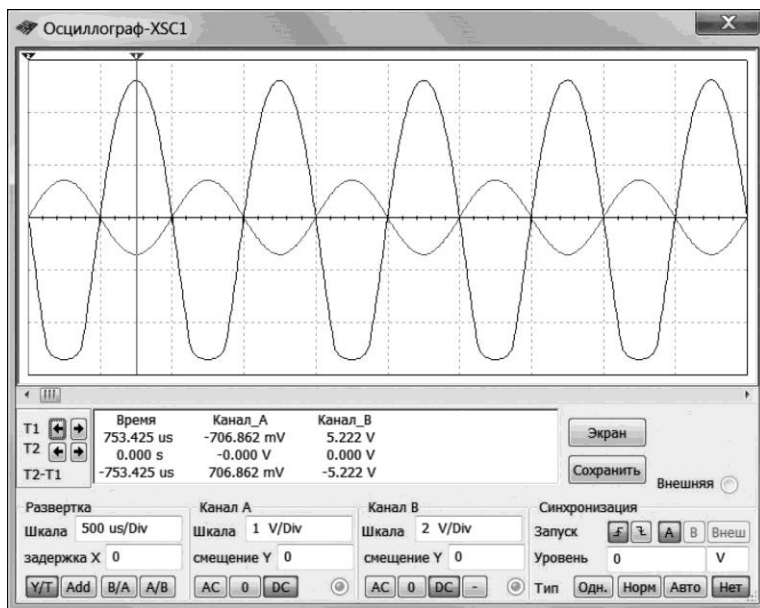 Осциллограф-XSC1
X
2 1
T1
T2
T2-T1
Время Канал_A Канал_B
753.425 us -706.862 mV 5.222 V
0.000 s -0.000 V 0.000 V
-753.425 us 706.862 mV -5.222 V
Экран
Сохранить
Внешняя
Развертка
Шкала 500 us/Div
задержка X 0
Y/T Add B/A A/B
Канал A
Шкала 1 V/Div
смещение Y 0
AC 0 DC
Канал B
Шкала 2 V/Div
смещение Y 0
AC 0 DC -
Синхронизация
Запуск A B Внеш
Уровень 0 V
Тип Одн. Норм Авто Нет